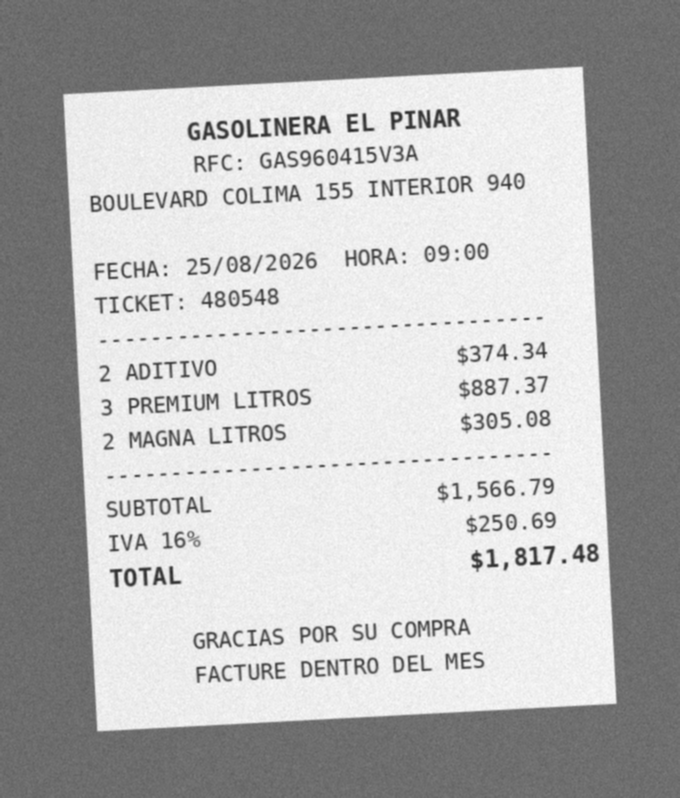 GASOLINERA EL PINAR
RFC: GAS960415V3A
BOULEVARD COLIMA 155 INTERIOR 940
FECHA: 25/08/2026 HORA: 09:00
TICKET: 480548
----------------------------------
2 ADITIVO $374.34
3 PREMIUM LITROS $887.37
2 MAGNA LITROS $305.08
----------------------------------
SUBTOTAL $1,566.79
IVA 16% $250.69
TOTAL $1,817.48
GRACIAS POR SU COMPRA
FACTURE DENTRO DEL MES